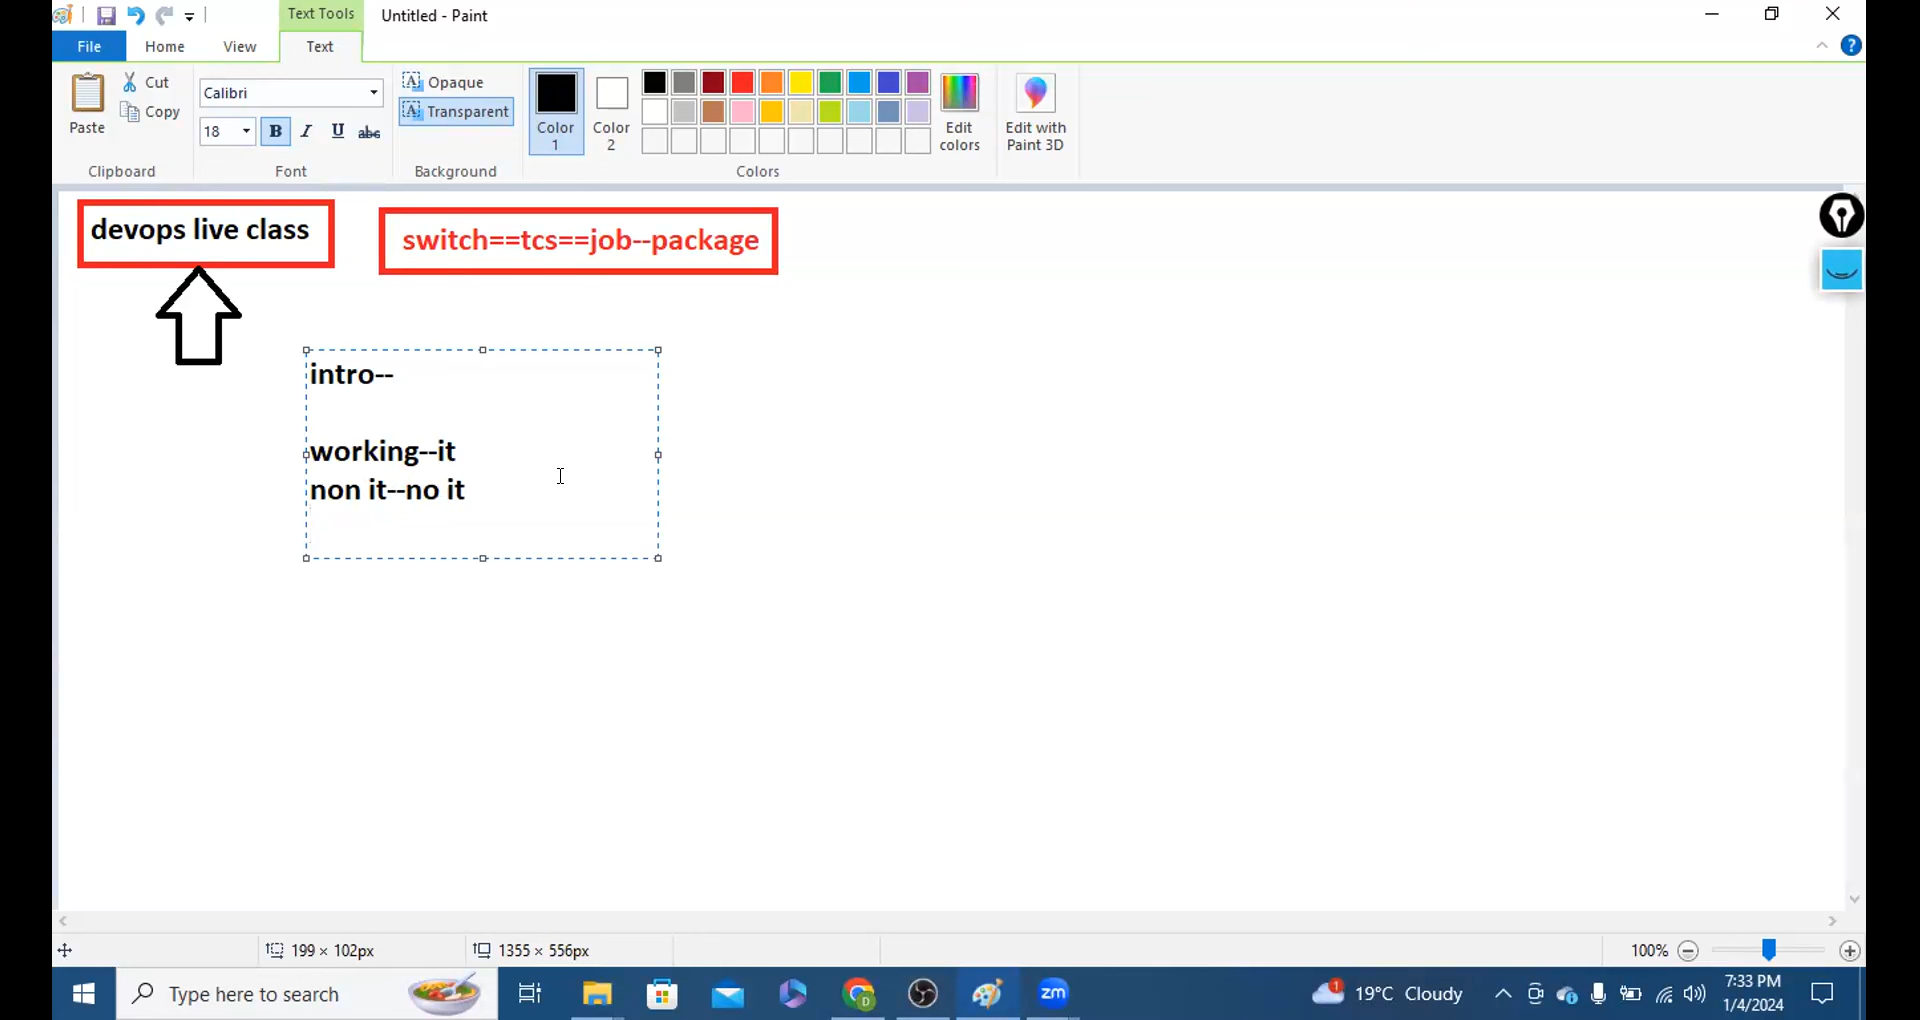 Text Tools
Untitled - Paint
File
Home
View
Text
Paste
Cut
Copy
Clipboard
Calibri
18
B
I
U
abc
Font
Opaque
Transparent
Background
Color
1
Color
2
Edit
colors
Colors
Edit with
Paint 3D
devops live class
switch==tcs==job--package
intro--
working--it
non it--no it
199 × 102px
1355 × 556px
100%
Type here to search
D
zm
1
19°C Cloudy
7:33 PM
1/4/2024